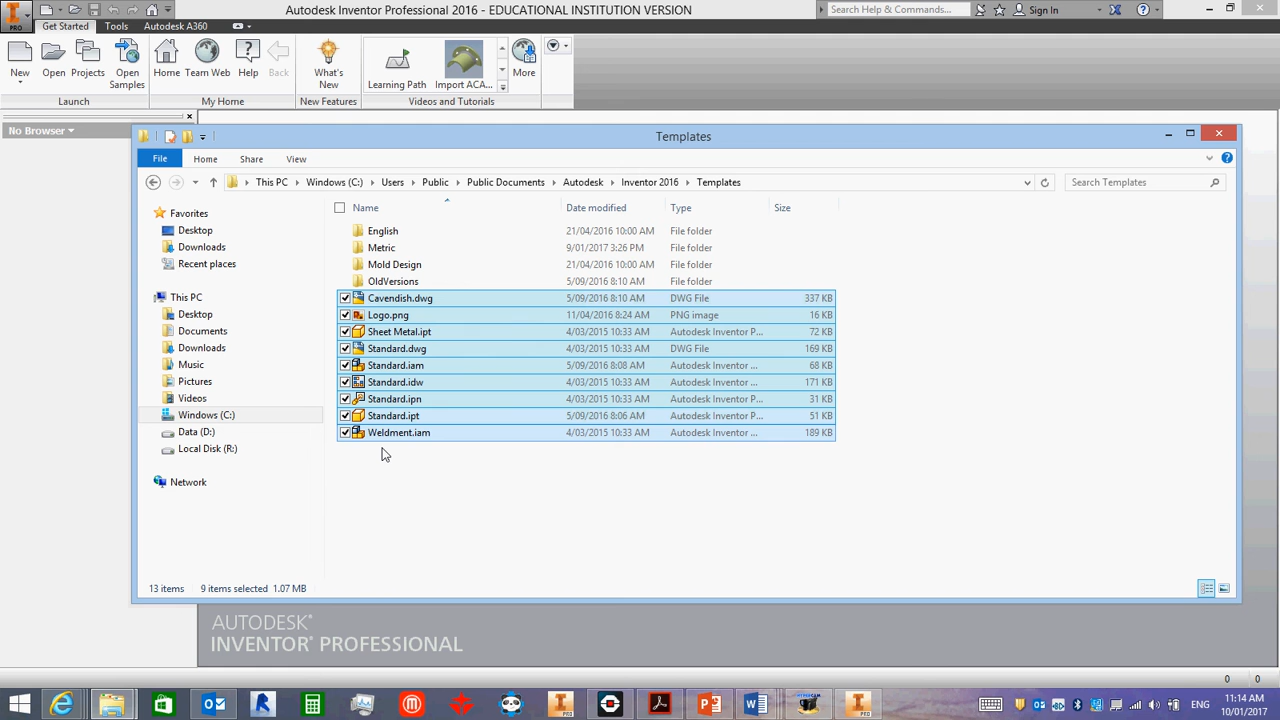 Autodesk Inventor Professional 2016 - EDUCATIONAL INSTITUTION VERSION
Search Help & Commands...
Sign In
PRO
Get Started Tools Autodesk A360
New Open Projects Open Samples Home Team Web Help Back What's New Learning Path Import ACA... More
Launch My Home New Features Videos and Tutorials
No Browser
Templates
File Home Share View
This PC Windows (C:) Users Public Public Documents Autodesk Inventor 2016 Templates
Search Templates
Name Date modified Type Size
Favorites
Desktop
Downloads
Recent places
This PC
Desktop
Documents
Downloads
Music
Pictures
Videos
Windows (C:)
Data (D:)
Local Disk (R:)
Network
English 21/04/2016 10:00 AM File folder
Metric 9/01/2017 3:26 PM File folder
Mold Design 21/04/2016 10:00 AM File folder
OldVersions 5/09/2016 8:10 AM File folder
Cavendish.dwg 5/09/2016 8:10 AM DWG File 337 KB
Logo.png 11/04/2016 8:24 AM PNG image 16 KB
Sheet Metal.ipt 4/03/2015 10:33 AM Autodesk Inventor P... 72 KB
Standard.dwg 4/03/2015 10:33 AM DWG File 169 KB
Standard.iam 5/09/2016 8:08 AM Autodesk Inventor ... 68 KB
Standard.idw 4/03/2015 10:33 AM Autodesk Inventor ... 171 KB
Standard.ipn 4/03/2015 10:33 AM Autodesk Inventor P... 31 KB
Standard.ipt 5/09/2016 8:06 AM Autodesk Inventor P... 51 KB
Weldment.iam 4/03/2015 10:33 AM Autodesk Inventor ... 189 KB
13 items 9 items selected 1.07 MB
AUTODESK®
INVENTOR® PROFESSIONAL
0 0
ENG
11:14 AM
10/01/2017